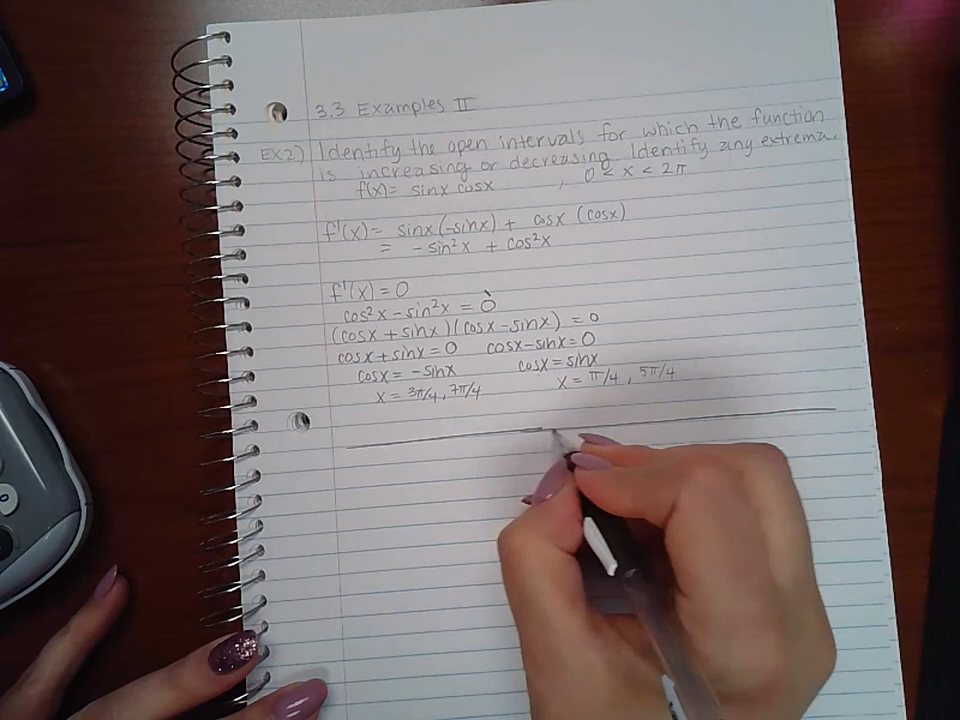 3.3 Examples II
EX2) Identify the open intervals for which the function
is increasing or decreasing. Identify any extrema.
f(x) = sinx cosx , 0 < x < 2π
f'(x) = sinx(-sinx) + cosx (cosx)
= -sin²x + cos²x
f'(x) = 0
cos²x - sin²x = 0
(cosx + sinx)(cosx - sinx) = 0
cosx + sinx = 0 cosx - sinx = 0
cosx = -sinx cosx = sinx
x = 3π/4, 7π/4 x = π/4, 5π/4